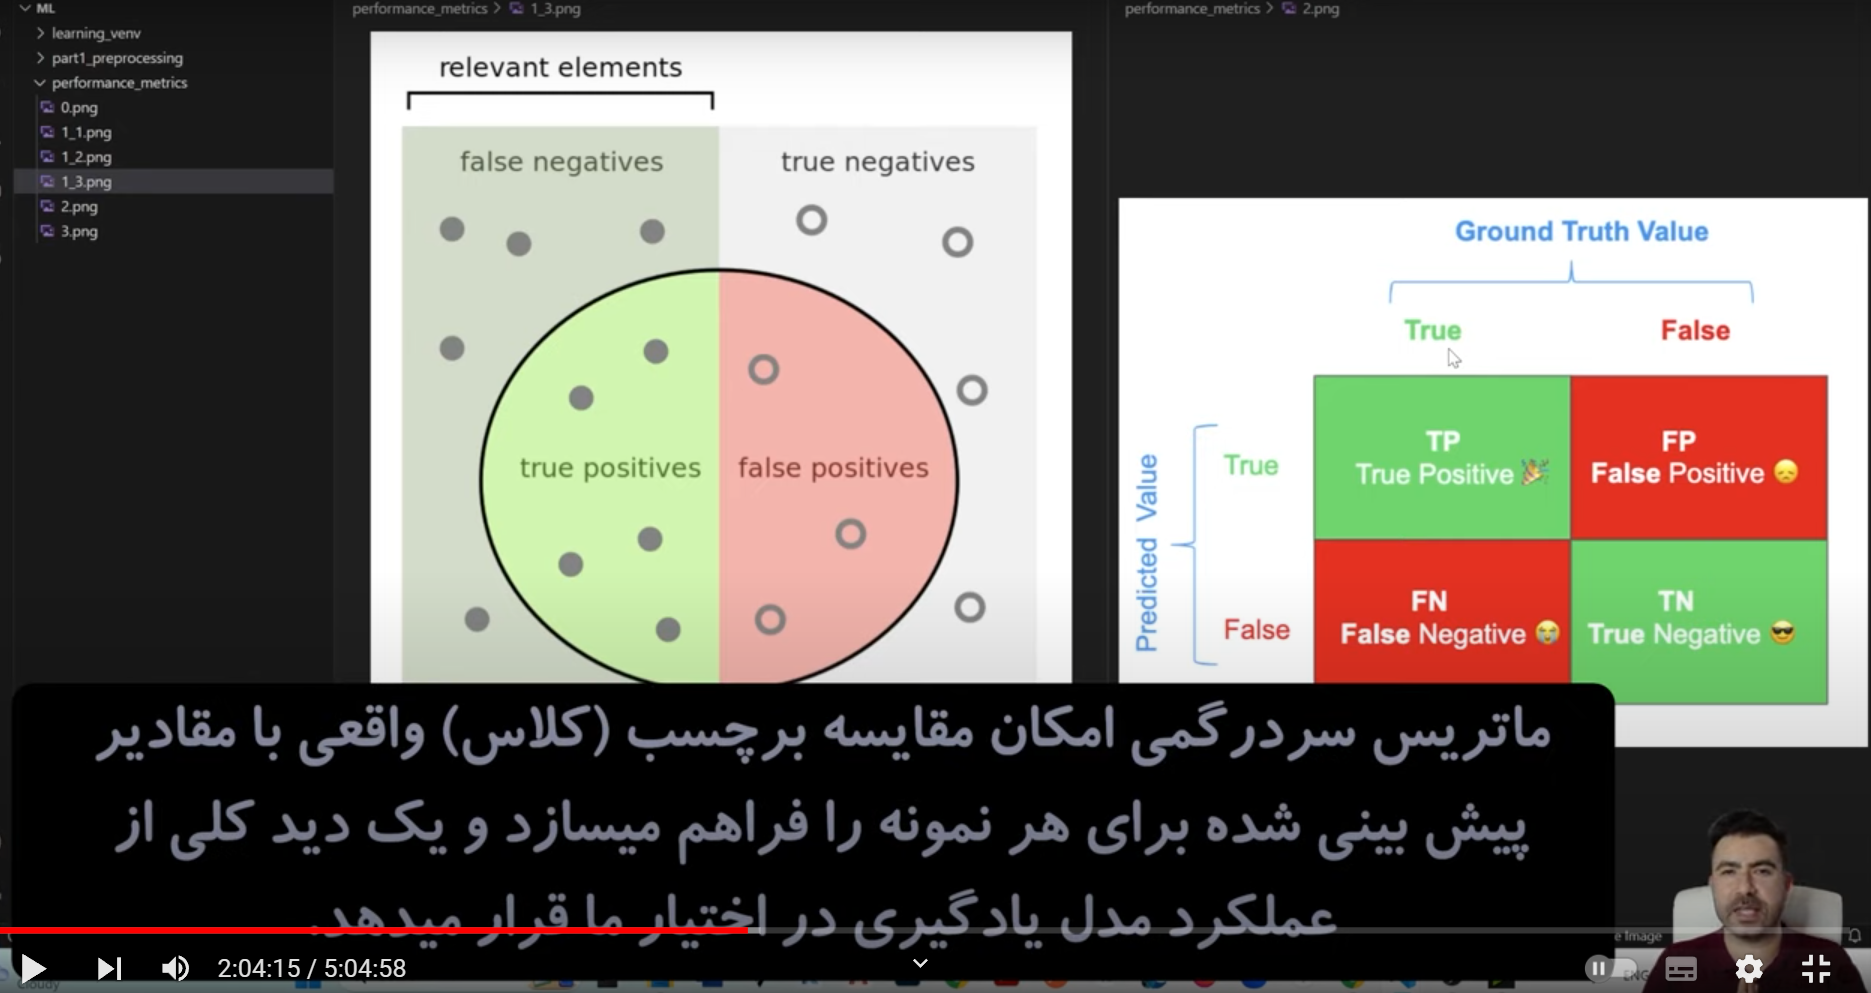 ML
learning_venv
part1_preprocessing
performance_metrics
0.png
1_1.png
1_2.png
1_3.png
2.png
3.png
performance_metrics > 1_3.png
relevant elements
false negatives
true negatives
true positives
false positives
performance_metrics > 2.png
Ground Truth Value
True
False
Predicted Value
True
TP
True Positive 🎉
FP
False Positive 😞
False
FN
False Negative 😭
TN
True Negative 😎
ماتریس سردرگمی امکان مقایسه برچسب (کلاس) واقعی با مقادیر
پیش بینی شده برای هر نمونه را فراهم میسازد و یک دید کلی از
عملکرد مدل یادگیری در اختیار ما قرار میدهد.
e Image
2:04:15 / 5:04:58
ENG
Cloudy